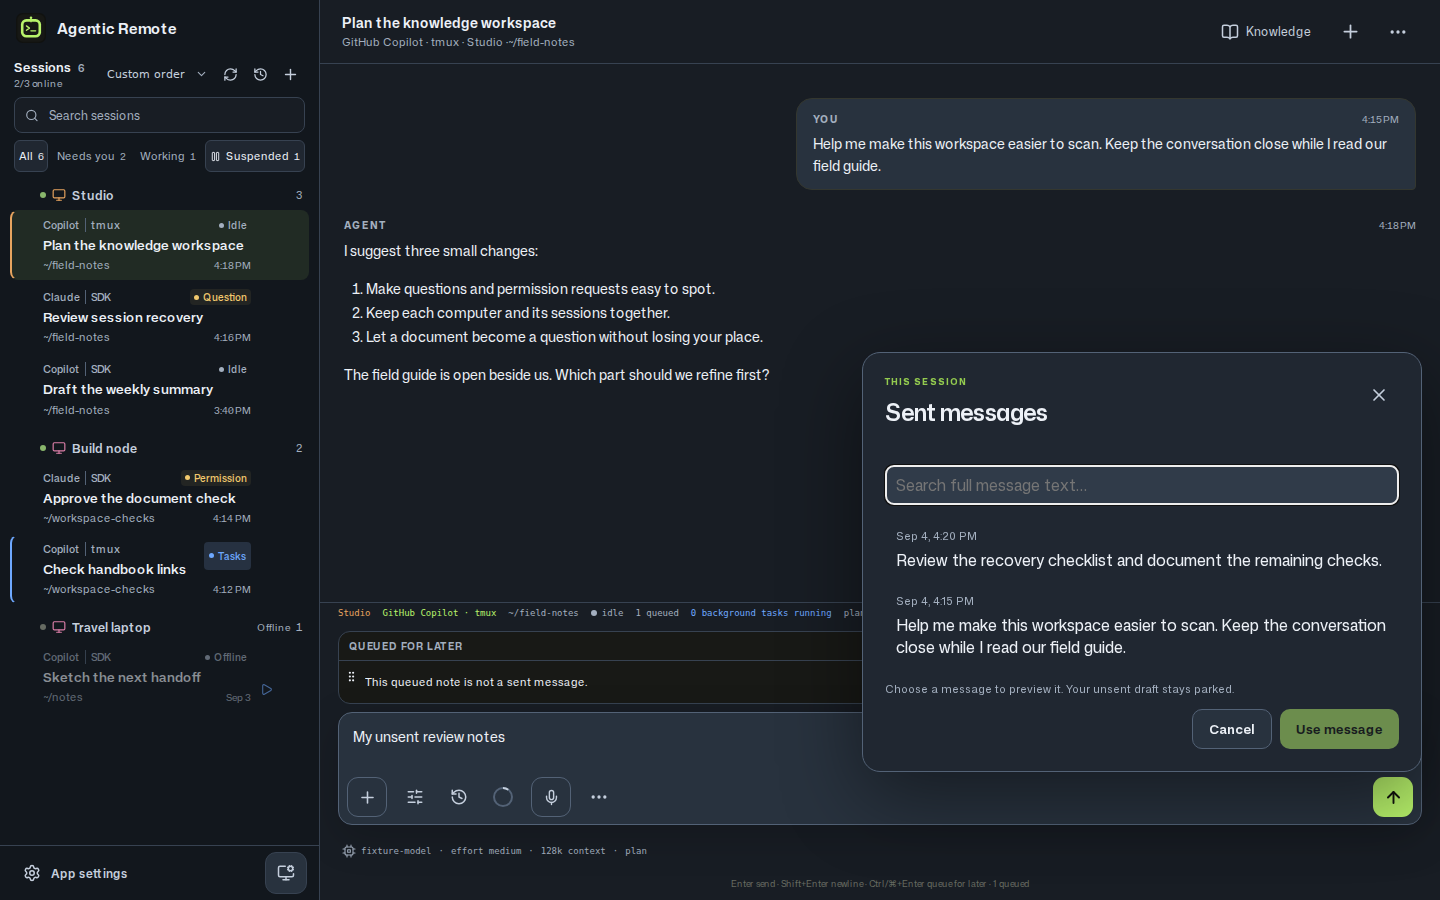 Agentic Remote
Sessions 6
2/3 online
Custom order
Search sessions
All 6
Needs you 2
Working 1
Suspended 1
Studio 3
Copilot | tmux
Idle
Plan the knowledge workspace
~/field-notes
4:18PM
Claude | SDK
Question
Review session recovery
~/field-notes
4:16PM
Copilot | SDK
Idle
Draft the weekly summary
~/field-notes
3:40PM
Build node 2
Claude | SDK
Permission
Approve the document check
~/workspace-checks
4:14PM
Copilot | tmux
Tasks
Check handbook links
~/workspace-checks
4:12PM
Travel laptop
Offline 1
Copilot | SDK
Offline
Sketch the next handoff
~/notes
Sep 3
App settings
Plan the knowledge workspace
GitHub Copilot · tmux · Studio · ~/field-notes
Knowledge
YOU
4:15PM
Help me make this workspace easier to scan. Keep the conversation close while I read our
field guide.
AGENT
4:18PM
I suggest three small changes:
1. Make questions and permission requests easy to spot.
2. Keep each computer and its sessions together.
3. Let a document become a question without losing your place.
The field guide is open beside us. Which part should we refine first?
Studio GitHub Copilot · tmux ~/field-notes idle 1 queued 0 background tasks running plan
QUEUED FOR LATER
This queued note is not a sent message.
My unsent review notes
fixture-model · effort medium · 128k context · plan
Enter send · Shift+Enter newline · Ctrl/⌘+Enter queue for later · 1 queued
THIS SESSION
Sent messages
Search full message text...
Sep 4, 4:20 PM
Review the recovery checklist and document the remaining checks.
Sep 4, 4:15 PM
Help me make this workspace easier to scan. Keep the conversation
close while I read our field guide.
Choose a message to preview it. Your unsent draft stays parked.
Cancel
Use message